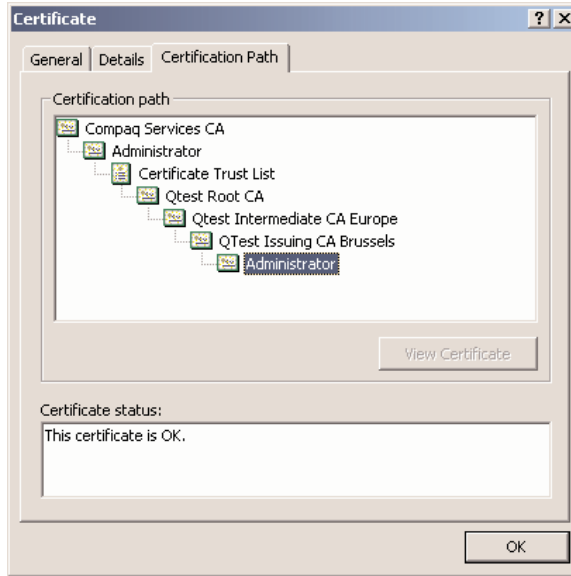 Certificate
General Details Certification Path
Certification path
Compaq Services CA
Administrator
Certificate Trust List
Qtest Root CA
Qtest Intermediate CA Europe
QTest Issuing CA Brussels
Administrator
View Certificate
Certificate status:
This certificate is OK.
OK